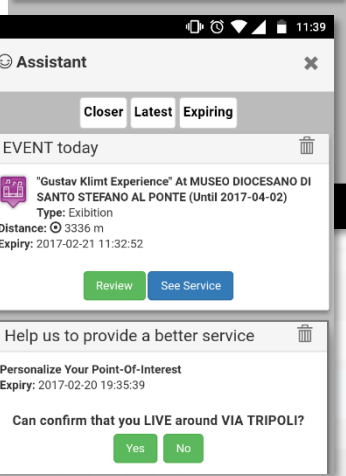 11:39
Assistant
Closer Latest Expiring
EVENT today
"Gustav Klimt Experience" At MUSEO DIOCESANO DI
SANTO STEFANO AL PONTE (Until 2017-04-02)
Type: Exibition
Distance: 3336 m
Expiry: 2017-02-21 11:32:52
Review See Service
Help us to provide a better service
Personalize Your Point-Of-Interest
Expiry: 2017-02-20 19:35:39
Can confirm that you LIVE around VIA TRIPOLI?
Yes No